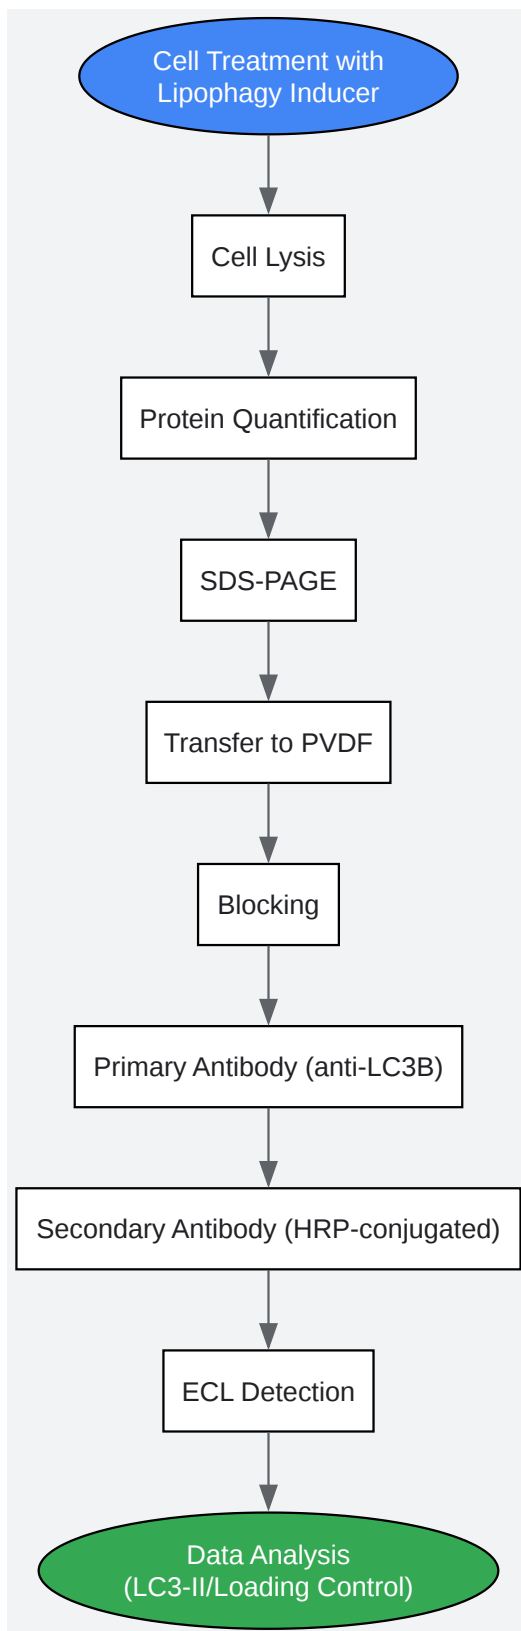 Cell Treatment with
Lipophagy Inducer
Cell Lysis
Protein Quantification
SDS-PAGE
Transfer to PVDF
Blocking
Primary Antibody (anti-LC3B)
Secondary Antibody (HRP-conjugated)
ECL Detection
Data Analysis
(LC3-II/Loading Control)